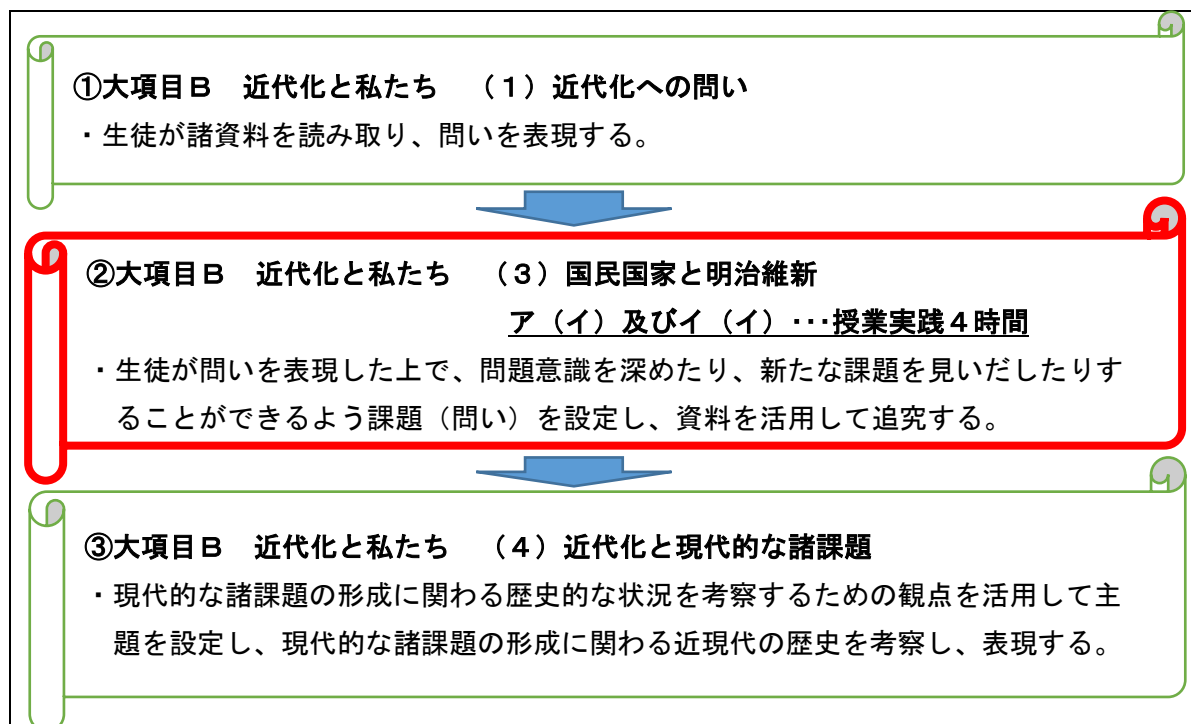 ①大項目Ｂ　近代化と私たち　（１）近代化への問い
・生徒が諸資料を読み取り、問いを表現する。
②大項目Ｂ　近代化と私たち　（３）国民国家と明治維新
ア（イ）及びイ（イ）･･･授業実践４時間
・生徒が問いを表現した上で、問題意識を深めたり、新たな課題を見いだしたりす
ることができるよう課題（問い）を設定し、資料を活用して追究する。
③大項目Ｂ　近代化と私たち　（４）近代化と現代的な諸課題
・現代的な諸課題の形成に関わる歴史的な状況を考察するための観点を活用して主
題を設定し、現代的な諸課題の形成に関わる近現代の歴史を考察し、表現する。